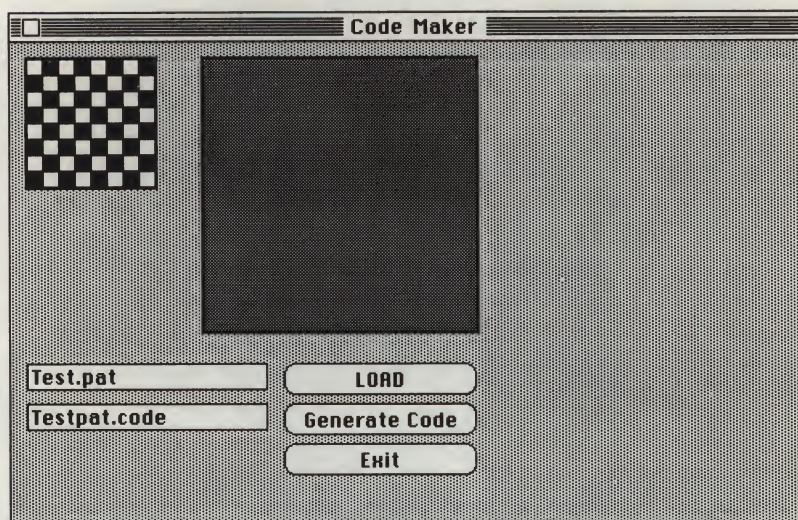 Code Maker
Test.pat
LOAD
Testpat.code
Generate Code
Exit